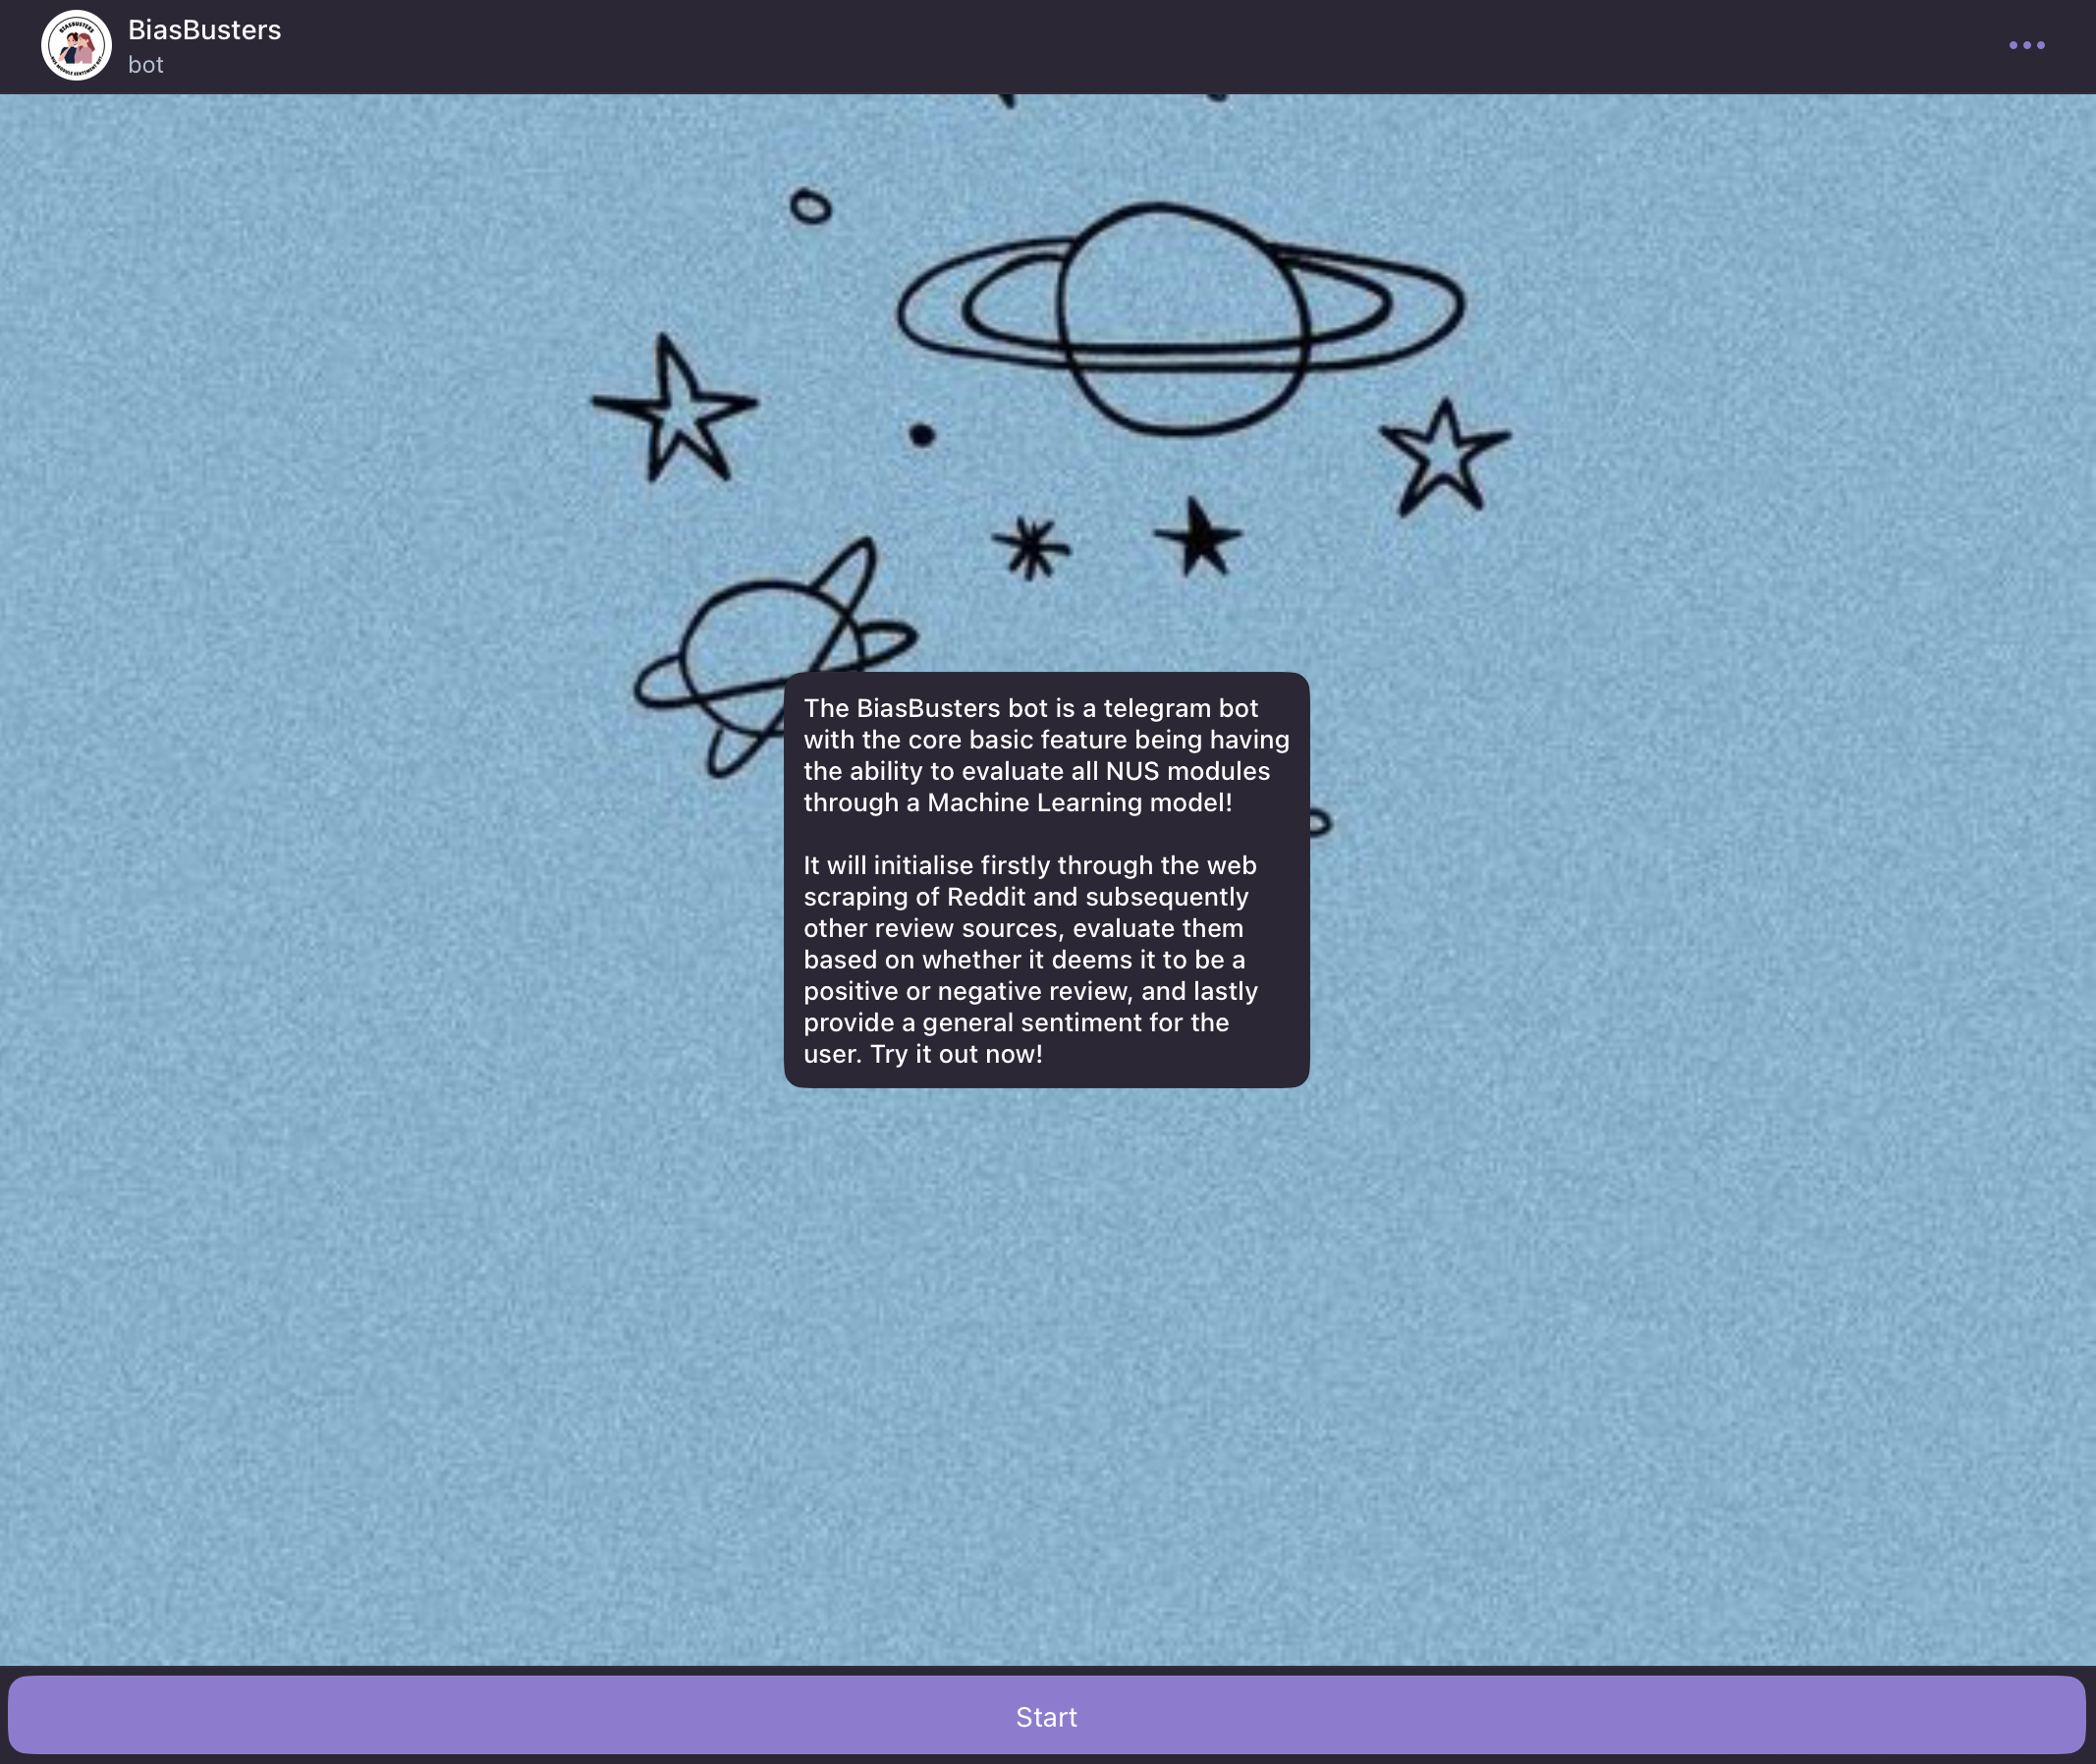 BiasBusters
bot
The BiasBusters bot is a telegram bot
with the core basic feature being having
the ability to evaluate all NUS modules
through a Machine Learning model!
It will initialise firstly through the web
scraping of Reddit and subsequently
other review sources, evaluate them
based on whether it deems it to be a
positive or negative review, and lastly
provide a general sentiment for the
user. Try it out now!
Start